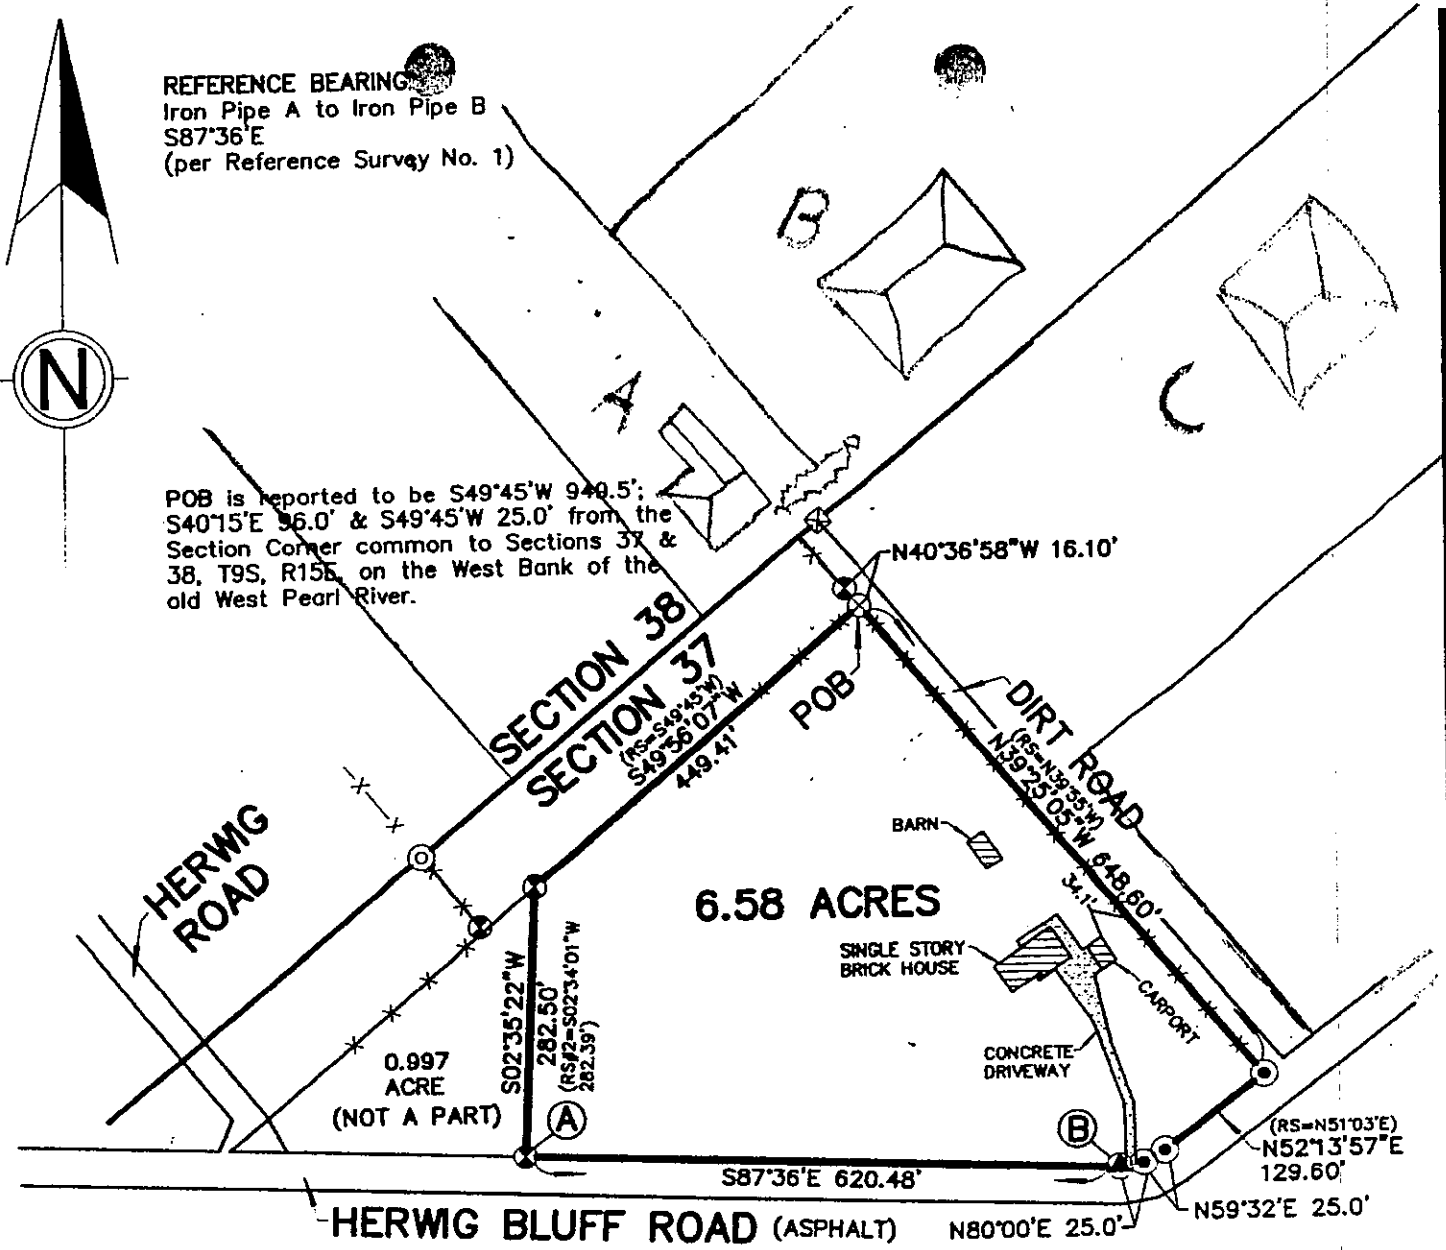 REFERENCE BEARING
Iron Pipe A to Iron Pipe B
S87°36'E
(per Reference Survey No. 1)
N
B
A
C
POB is reported to be S49°45'W 940.5';
S40°15'E 96.0' & S49°45'W 25.0' from the
Section Corner common to Sections 37 &
38, T9S, R15E, on the West Bank of the
old West Pearl River.
N40°36'58"W 16.10'
SECTION 38
SECTION 37
(RS=S49°45'W)
S49°56'07"W
449.41'
POB
DIRT ROAD
(RS=N39°55'W)
N39°25'05"W 648.60'
HERWIG
ROAD
BARN
34.1'
6.58 ACRES
SINGLE STORY
BRICK HOUSE
CARPORT
CONCRETE
DRIVEWAY
S02°35'22"W
282.50'
(RS#2=S02°34'01"W
282.39')
0.997
ACRE
(NOT A PART)
A
B
(RS=N51°03'E)
N52°13'57"E
129.60'
S87°36'E 620.48'
N59°32'E 25.0'
N80°00'E 25.0'
HERWIG BLUFF ROAD (ASPHALT)